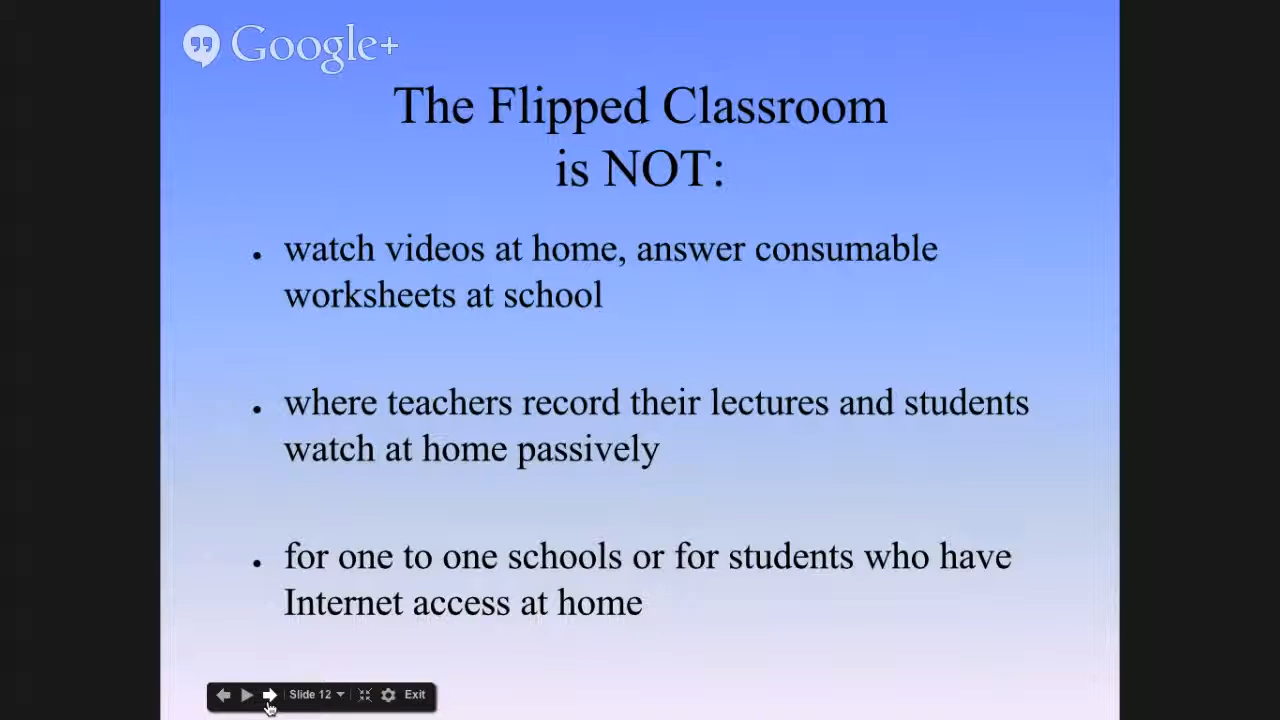 Google+
The Flipped Classroom
is NOT:
• watch videos at home, answer consumable
worksheets at school
• where teachers record their lectures and students
watch at home passively
• for one to one schools or for students who have
Internet access at home
Slide 12 Exit